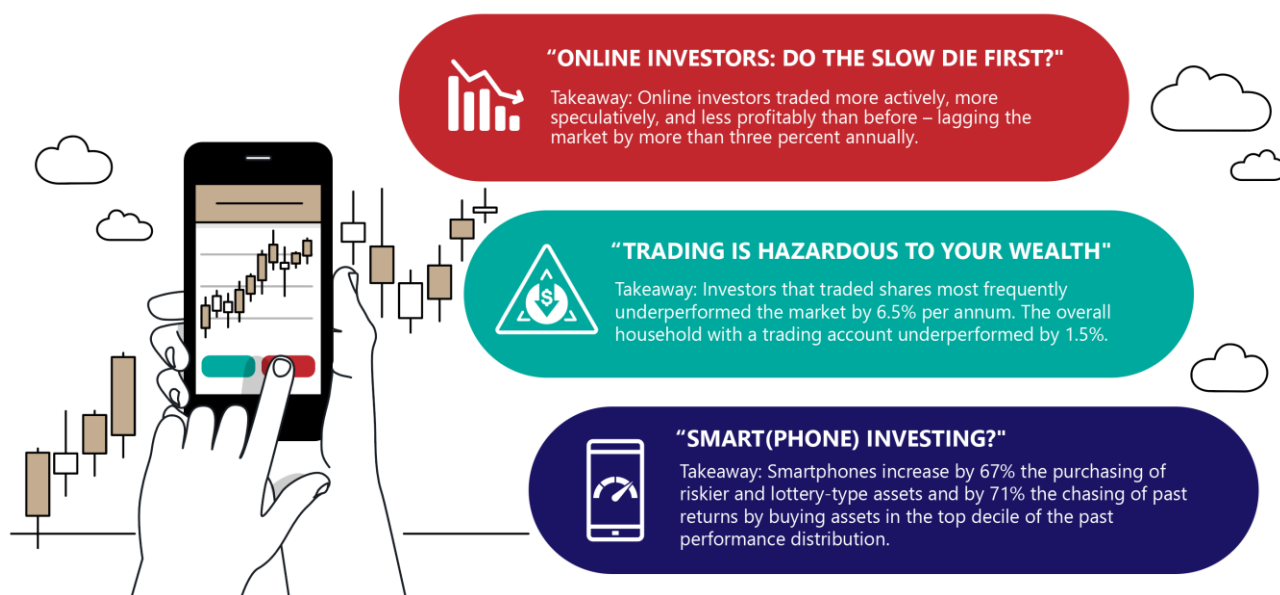 “ONLINE INVESTORS: DO THE SLOW DIE FIRST?"
Takeaway: Online investors traded more actively, more
speculatively, and less profitably than before – lagging the
market by more than three percent annually.
“TRADING IS HAZARDOUS TO YOUR WEALTH"
$
Takeaway: Investors that traded shares most frequently
underperformed the market by 6.5% per annum. The overall
household with a trading account underperformed by 1.5%.
“SMART(PHONE) INVESTING?"
Takeaway: Smartphones increase by 67% the purchasing of
riskier and lottery-type assets and by 71% the chasing of past
returns by buying assets in the top decile of the past
performance distribution.